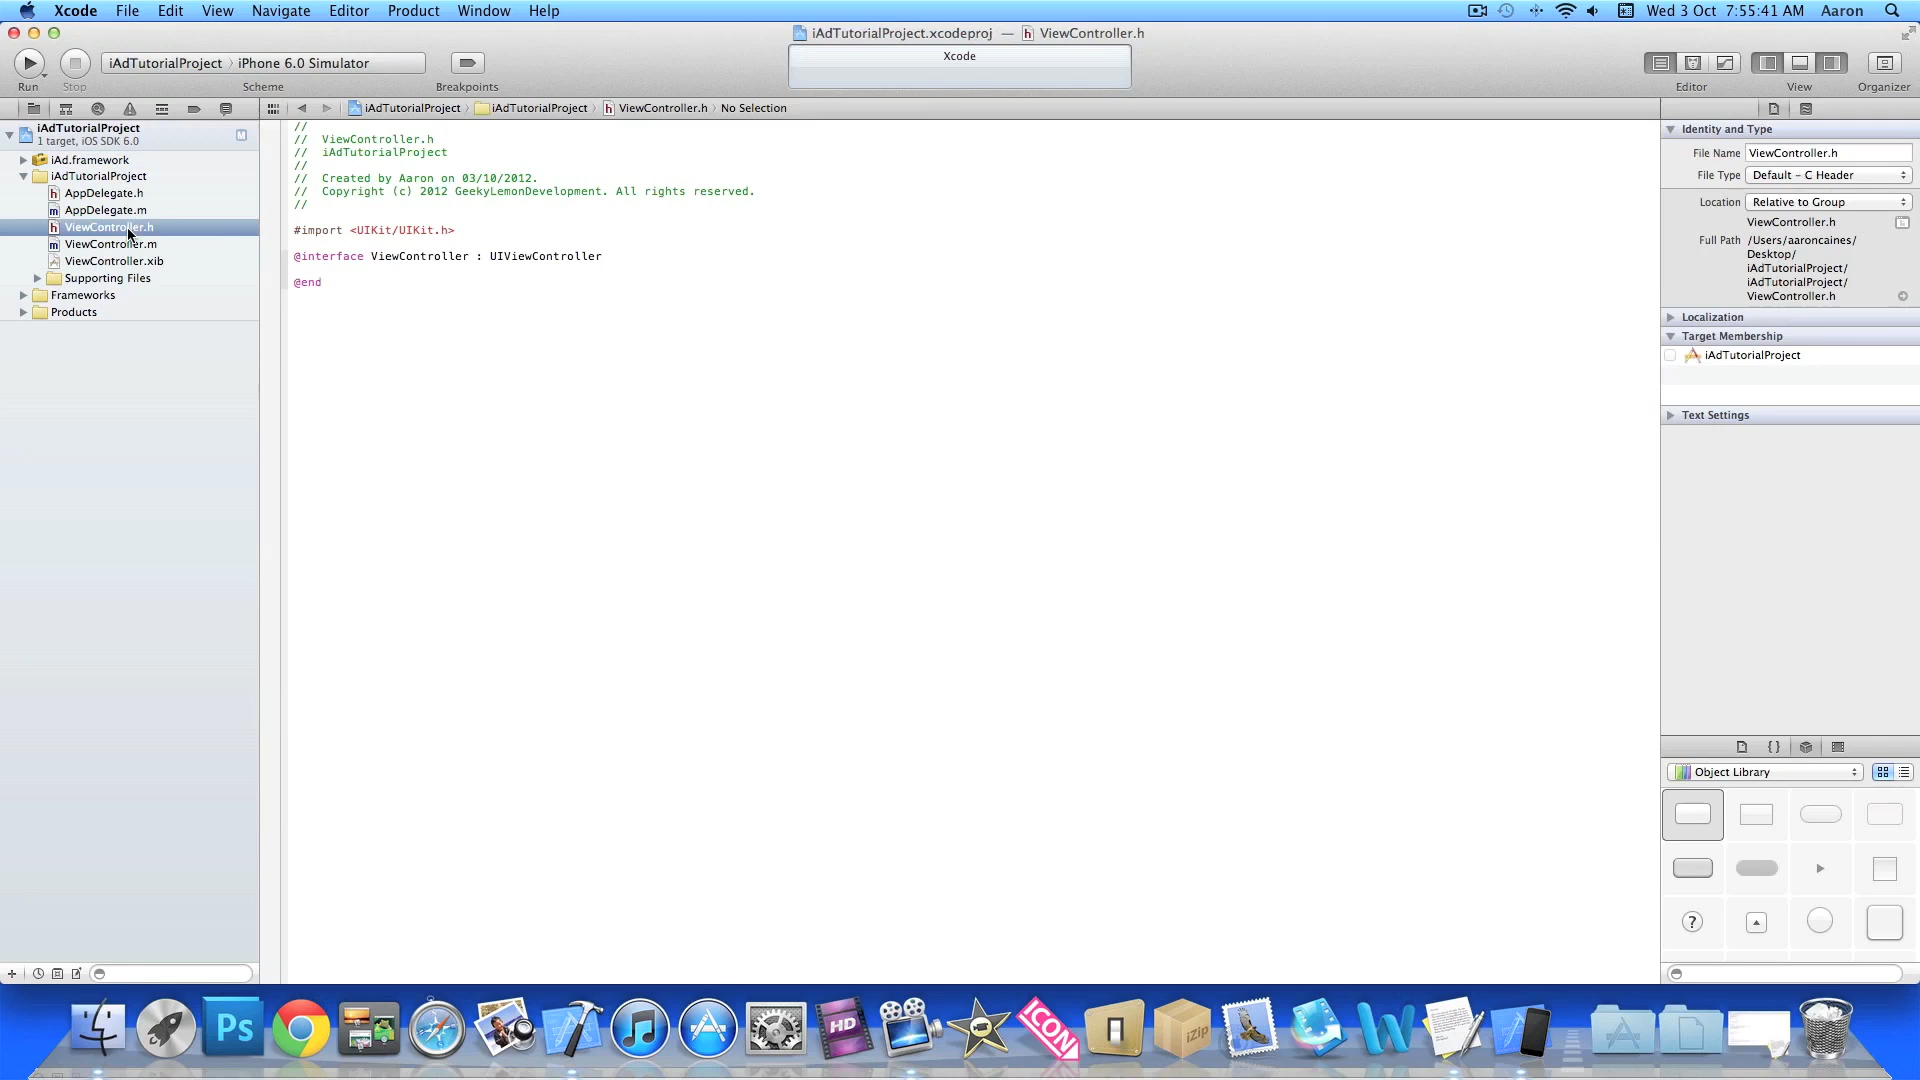 Xcode File Edit View Navigate Editor Product Window Help Wed 3 Oct 7:55:41 AM Aaron
iAdTutorialProject.xcodeproj — ViewController.h
iAdTutorialProject iPhone 6.0 Simulator
Xcode
Run Stop Scheme Breakpoints Editor View Organizer
iAdTutorialProject iAdTutorialProject ViewController.h No Selection
iAdTutorialProject
1 target, iOS SDK 6.0
M
iAd.framework
iAdTutorialProject
AppDelegate.h
AppDelegate.m
ViewController.h
ViewController.m
ViewController.xib
Supporting Files
Frameworks
Products
//
// ViewController.h
// iAdTutorialProject
//
// Created by Aaron on 03/10/2012.
// Copyright (c) 2012 GeekyLemonDevelopment. All rights reserved.
//
#import <UIKit/UIKit.h>
@interface ViewController : UIViewController
@end
Identity and Type
File Name ViewController.h
File Type Default - C Header
Location Relative to Group
ViewController.h
Full Path /Users/aaroncaines/
Desktop/
iAdTutorialProject/
iAdTutorialProject/
ViewController.h
Localization
Target Membership
iAdTutorialProject
Text Settings
{}
Object Library
?
Ps
HD
ICON
iZip
W